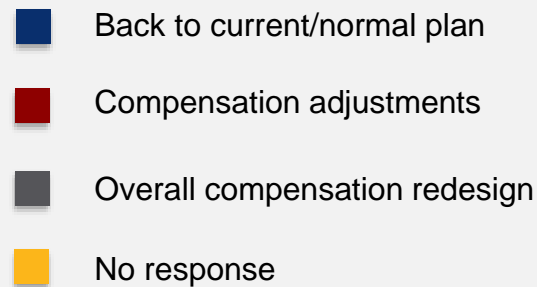 Back to current/normal plan
Compensation adjustments
Overall compensation redesign
No response